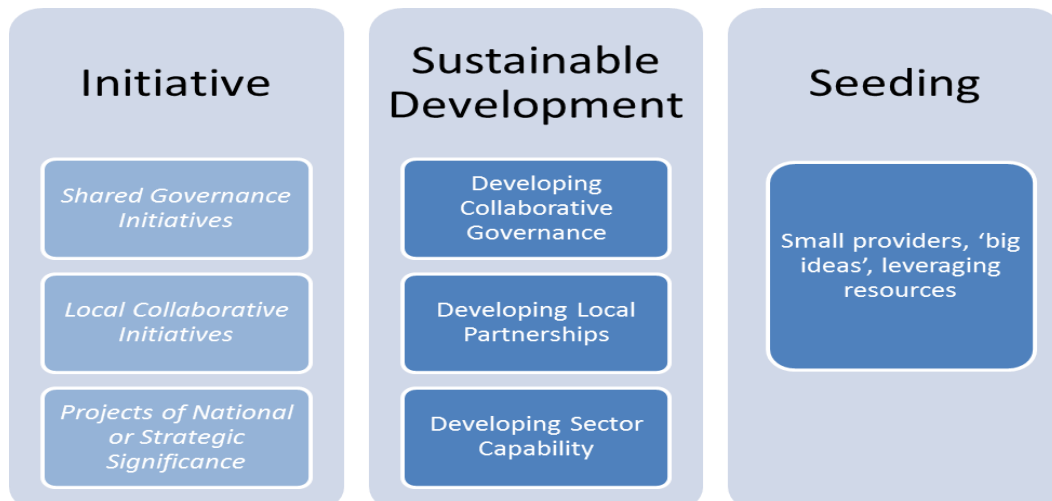 Initiative
Shared Governance
Initiatives
Local Collaborative
Initiatives
Projects of National
or Strategic
Significance
Sustainable
Development
Developing
Collaborative
Governance
Developing Local
Partnerships
Developing Sector
Capability
Seeding
Small providers, ‘big
ideas’, leveraging
resources